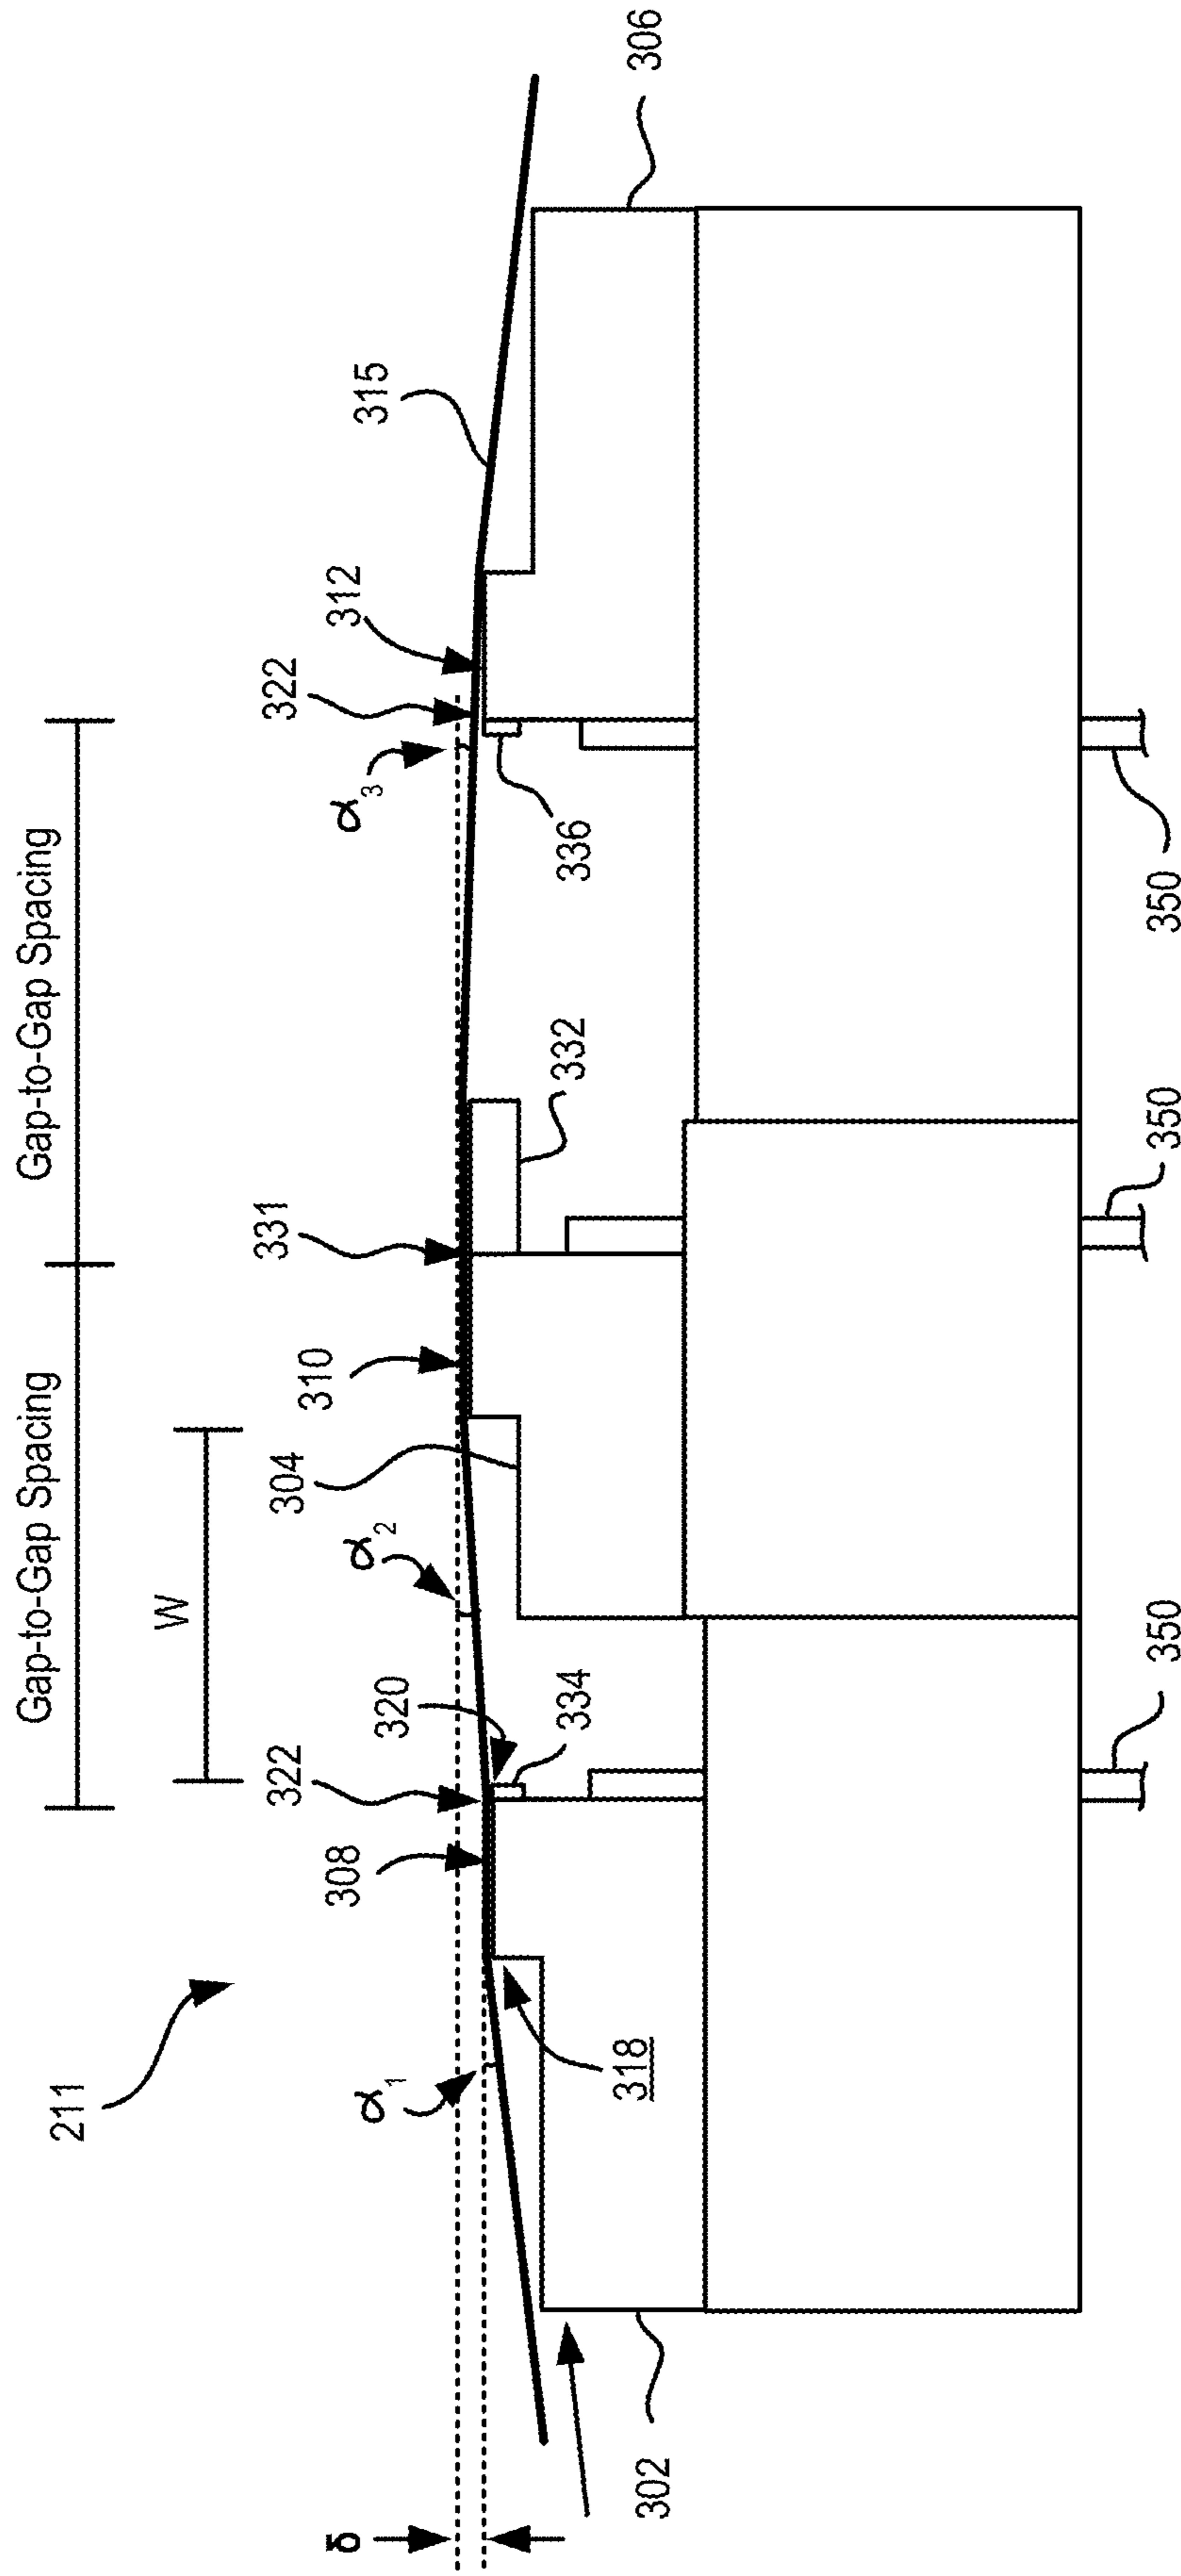 Gap-to-Gap Spacing
Gap-to-Gap Spacing
W
211
δ
α1
308
322
320
α2
304
310
331
α3
322
312
315
318
334
332
336
302
306
350
350
350